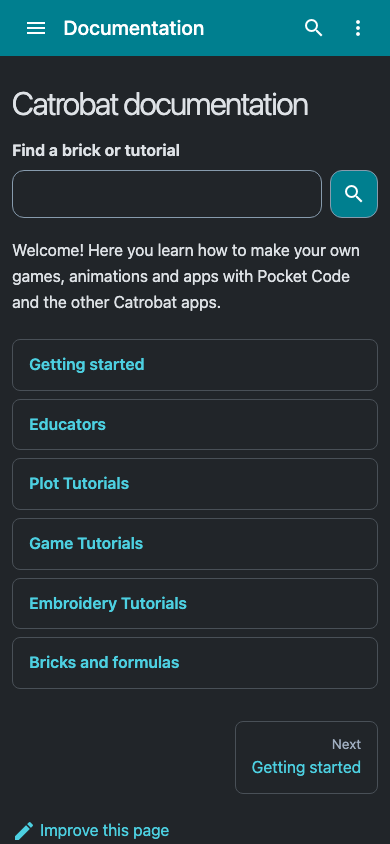 Documentation
Catrobat documentation
Find a brick or tutorial
Welcome! Here you learn how to make your own
games, animations and apps with Pocket Code
and the other Catrobat apps.
Getting started
Educators
Plot Tutorials
Game Tutorials
Embroidery Tutorials
Bricks and formulas
Next
Getting started
Improve this page